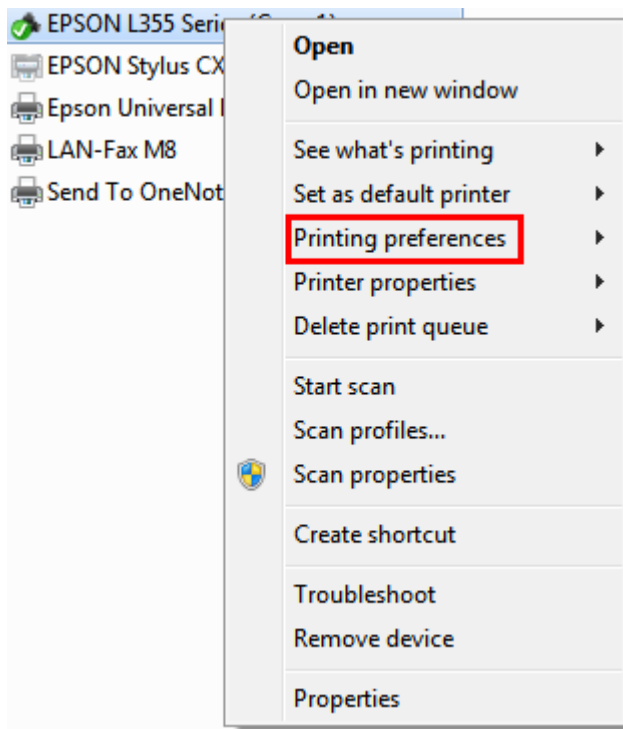 EPSON L355 Series
EPSON Stylus CX
Epson Universal
LAN-Fax M8
Send To OneNot
Open
Open in new window
See what's printing
Set as default printer
Printing preferences
Printer properties
Delete print queue
Start scan
Scan profiles...
Scan properties
Create shortcut
Troubleshoot
Remove device
Properties